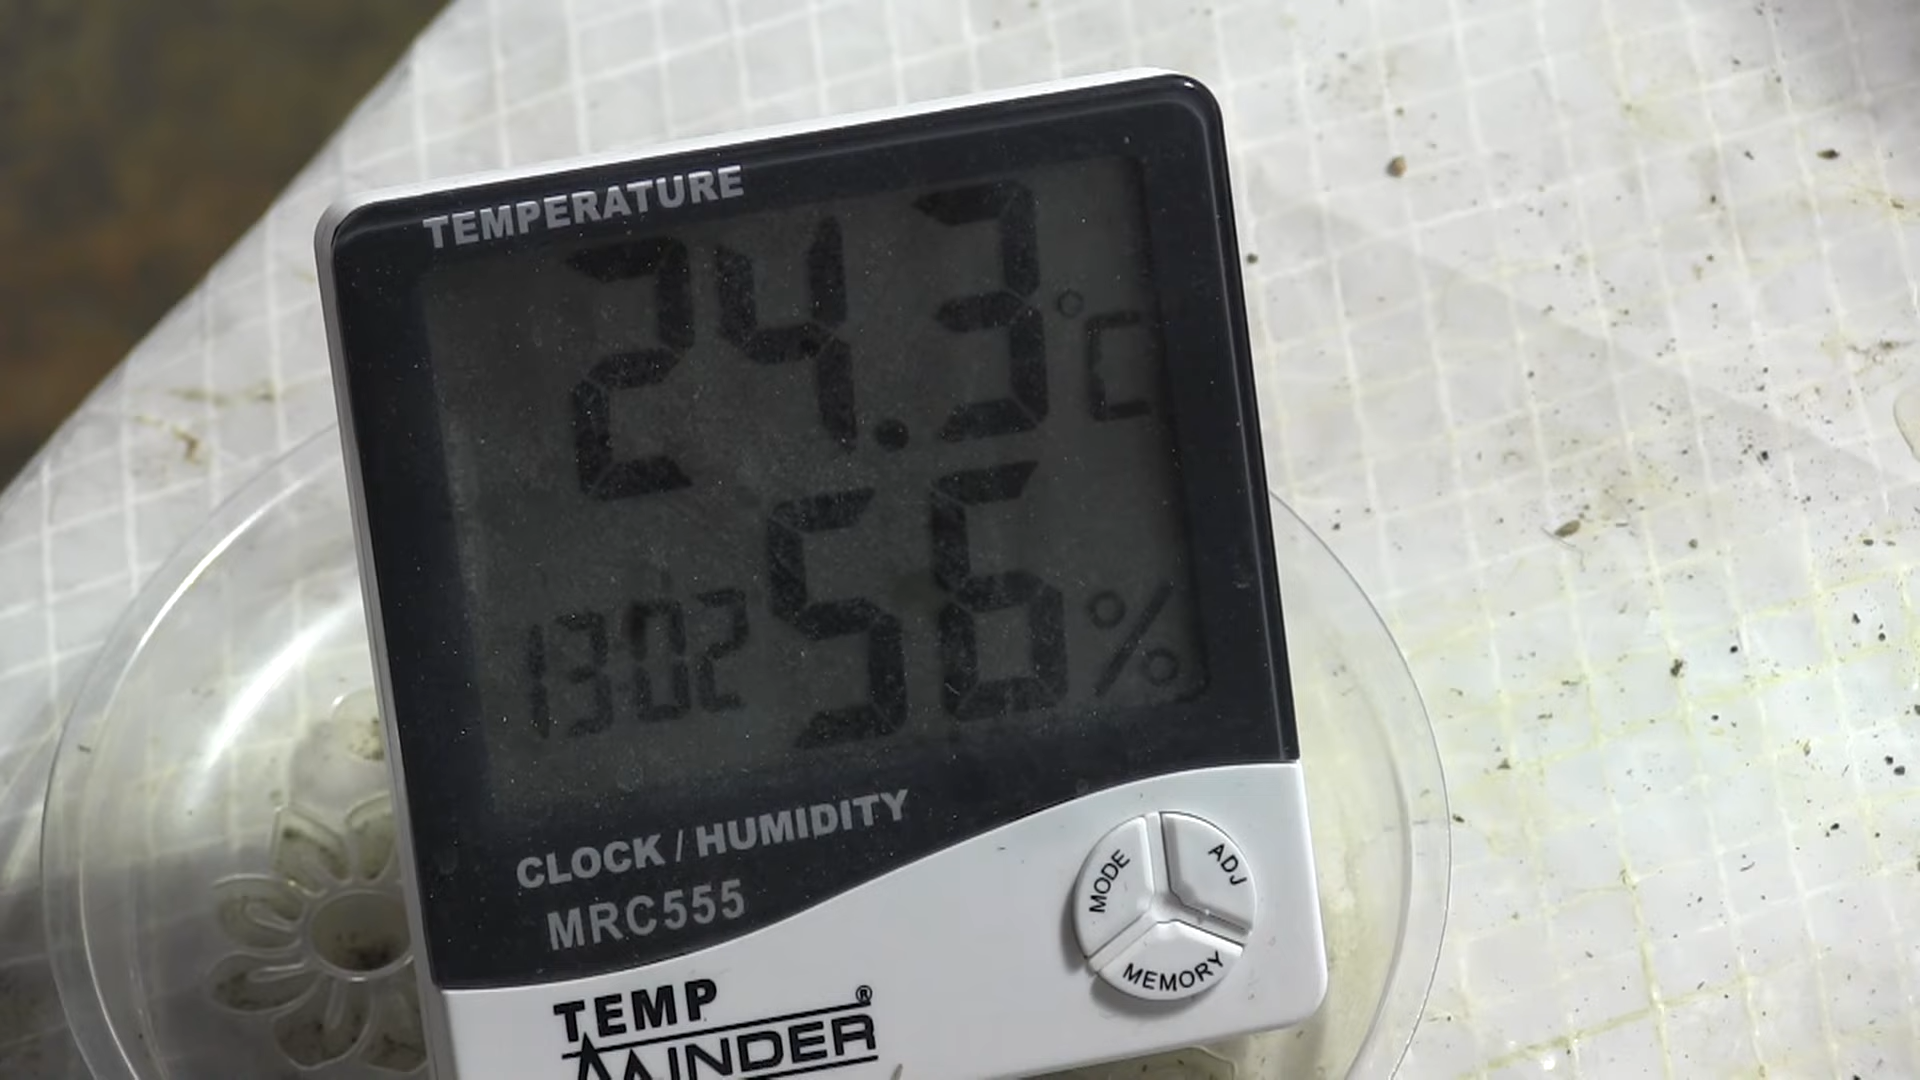 TEMPERATURE
24.3°C
13:02 56%
CLOCK / HUMIDITY
MRC555
MODE
ADJ
MEMORY
TEMP
MINDER®